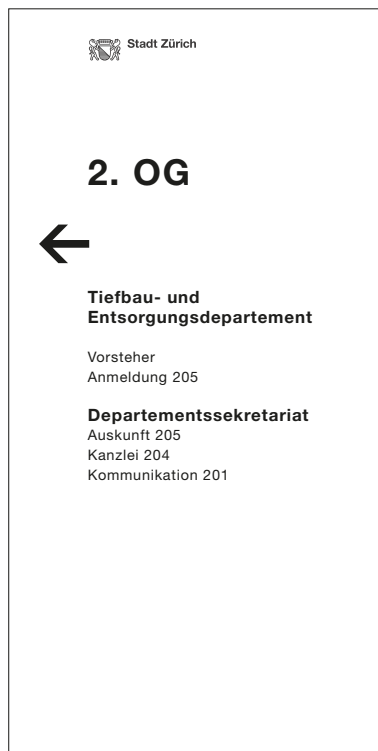 Stadt Zürich
2. OG
←
Tiefbau- und
Entsorgungsdepartement
Vorsteher
Anmeldung 205
Departementssekretariat
Auskunft 205
Kanzlei 204
Kommunikation 201